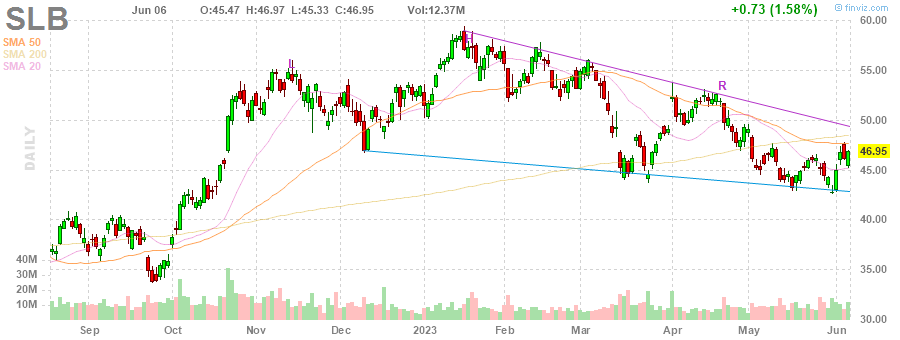 SLB Jun 06 O:45.47 H:46.97 L:45.33 C:46.95 Vol:12.37M +0.73 (1.58%) finviz.com
SMA 50
SMA 200
SMA 20
DAILY
60.00
55.00
50.00
46.95
45.00
40.00
35.00
30.00
R
40M
30M
20M
10M
Sep Oct Nov Dec 2023 Feb Mar Apr May Jun